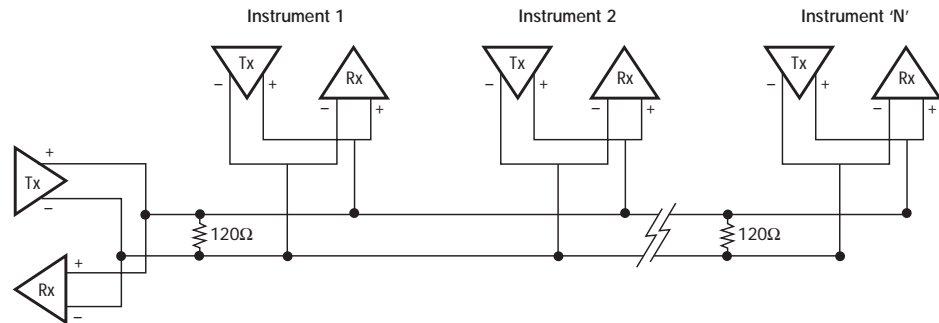 Instrument 1 Instrument 2 Instrument ‘N’
Tx Rx Tx Rx Tx Rx
− + − + − + − + − + − +
+
Tx
−
120Ω 120Ω
+
Rx
−